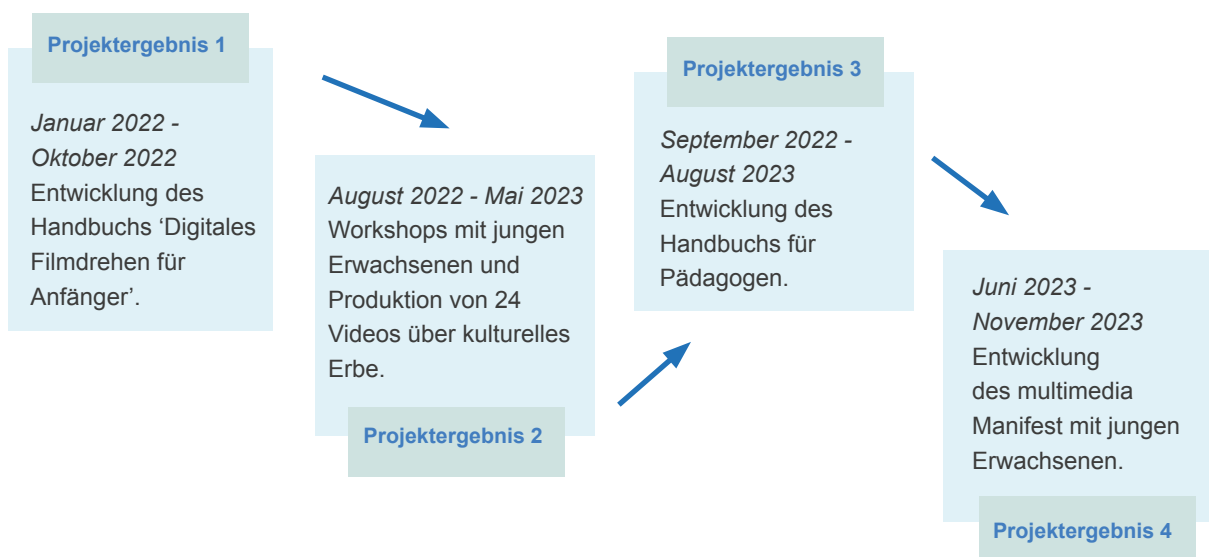 Projektergebnis 1
Januar 2022 -
Oktober 2022
Entwicklung des
Handbuchs ‘Digitales
Filmdrehen für
Anfänger’.
August 2022 - Mai 2023
Workshops mit jungen
Erwachsenen und
Produktion von 24
Videos über kulturelles
Erbe.
Projektergebnis 2
Projektergebnis 3
September 2022 -
August 2023
Entwicklung des
Handbuchs für
Pädagogen.
Juni 2023 -
November 2023
Entwicklung
des multimedia
Manifest mit jungen
Erwachsenen.
Projektergebnis 4